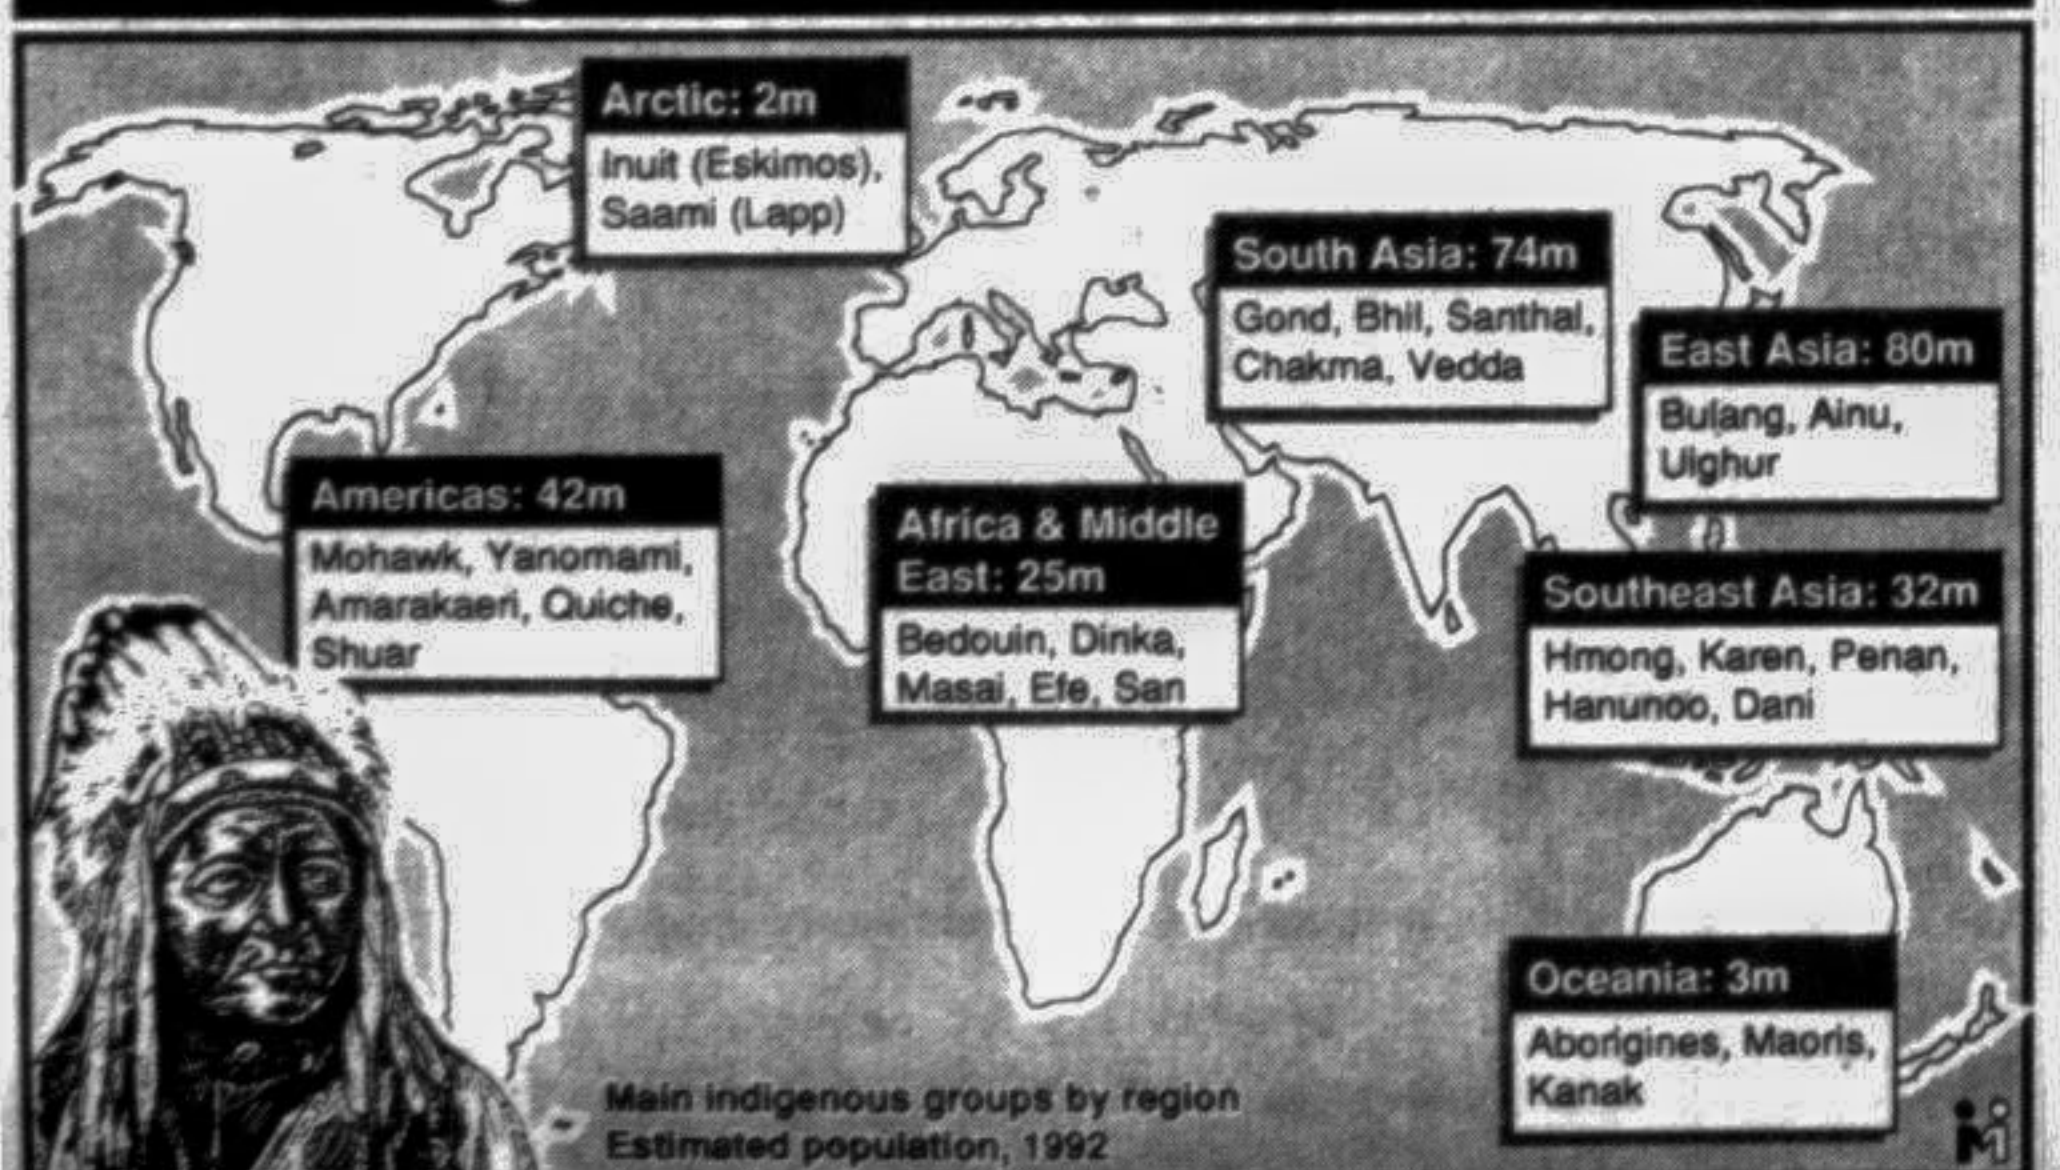 Arctic: 2m
Inuit (Eskimos),
Saami (Lapp)
South Asia: 74m
Gond, Bhil, Santhal,
Chakma, Vedda
East Asia: 80m
Bulang, Ainu,
Uighur
Americas: 42m
Mohawk, Yanomami,
Amarakaeri, Quiche,
Shuar
Africa & Middle
East: 25m
Bedouin, Dinka,
Masai, Efe, San
Southeast Asia: 32m
Hmong, Karen, Penan,
Hanunoo, Dani
Oceania: 3m
Aborigines, Maoris,
Kanak
Main indigenous groups by region
Estimated population, 1992